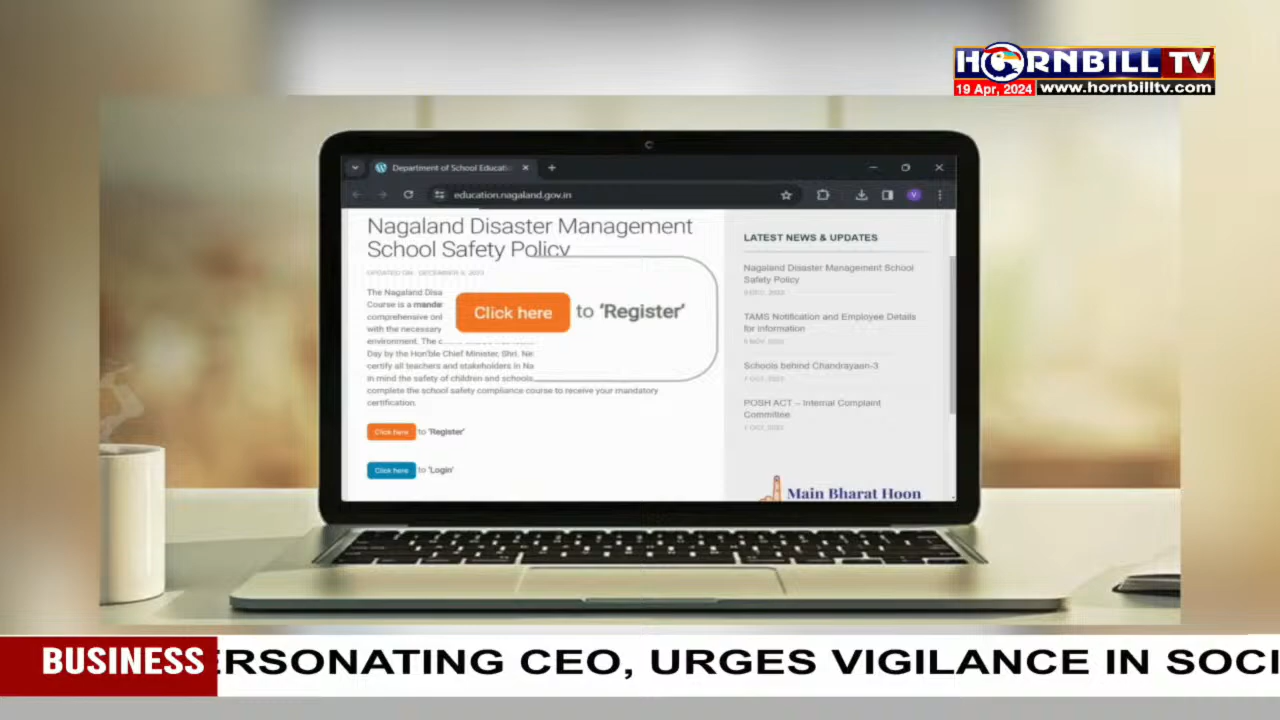 HORNBILL TV
19 Apr, 2024 www.hornbilltv.com
Department of School Educati
education.nagaland.gov.in
Nagaland Disaster Management
School Safety Policy
UPDATED ON : DECEMBER 6, 2023
The Nagaland Disa
Course is a manda
comprehensive onl
with the necessary
environment. The
Day by the Hon'ble Chief Minister, Shri. Ne
certify all teachers and stakeholders in Na
in mind the safety of children and schools
complete the school safety compliance course to receive your mandatory
certification.
Click here to 'Register'
Click here to 'Register'
Click here to 'Login'
LATEST NEWS & UPDATES
Nagaland Disaster Management School
Safety Policy
TAMS Notification and Employee Details
for information
Schools behind Chandrayaan-3
POSH ACT – Internal Complaint
Committee
Main Bharat Hoon
BUSINESS ERSONATING CEO, URGES VIGILANCE IN SOCI